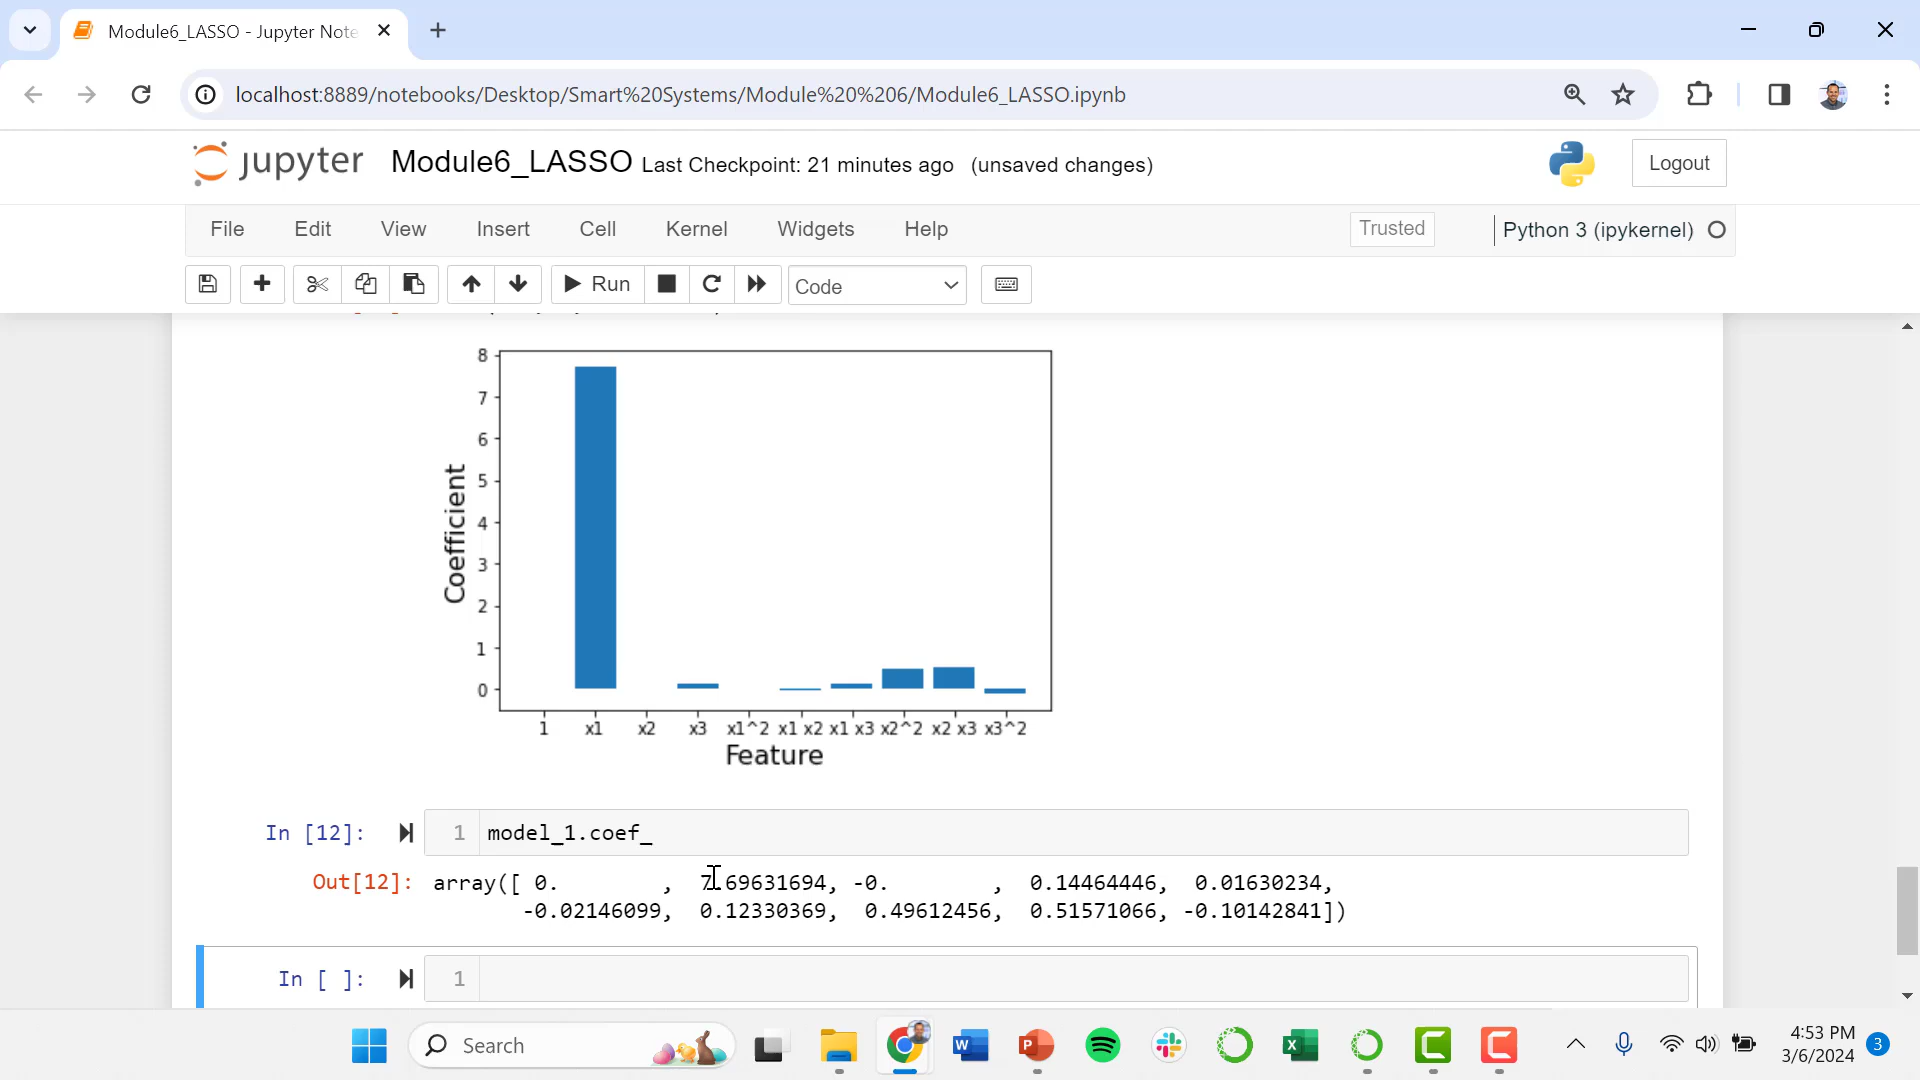 Module6_LASSO - Jupyter Note
localhost:8889/notebooks/Desktop/Smart%20Systems/Module%20%206/Module6_LASSO.ipynb
jupyter Module6_LASSO Last Checkpoint: 21 minutes ago (unsaved changes)
Logout
File Edit View Insert Cell Kernel Widgets Help
Trusted
Python 3 (ipykernel)
Run
Code
8
7
6
5
4
3
2
1
0
Coefficient
1 x1 x2 x3 x1^2 x1 x2 x1 x3 x2^2 x2 x3 x3^2
Feature
In [12]: 1 model_1.coef_
Out[12]: array([ 0. , 7.69631694, -0. , 0.14464446, 0.01630234,
-0.02146099, 0.12330369, 0.49612456, 0.51571066, -0.10142841])
In [ ]: 1
Search
W
P
X
4:53 PM
3/6/2024
3